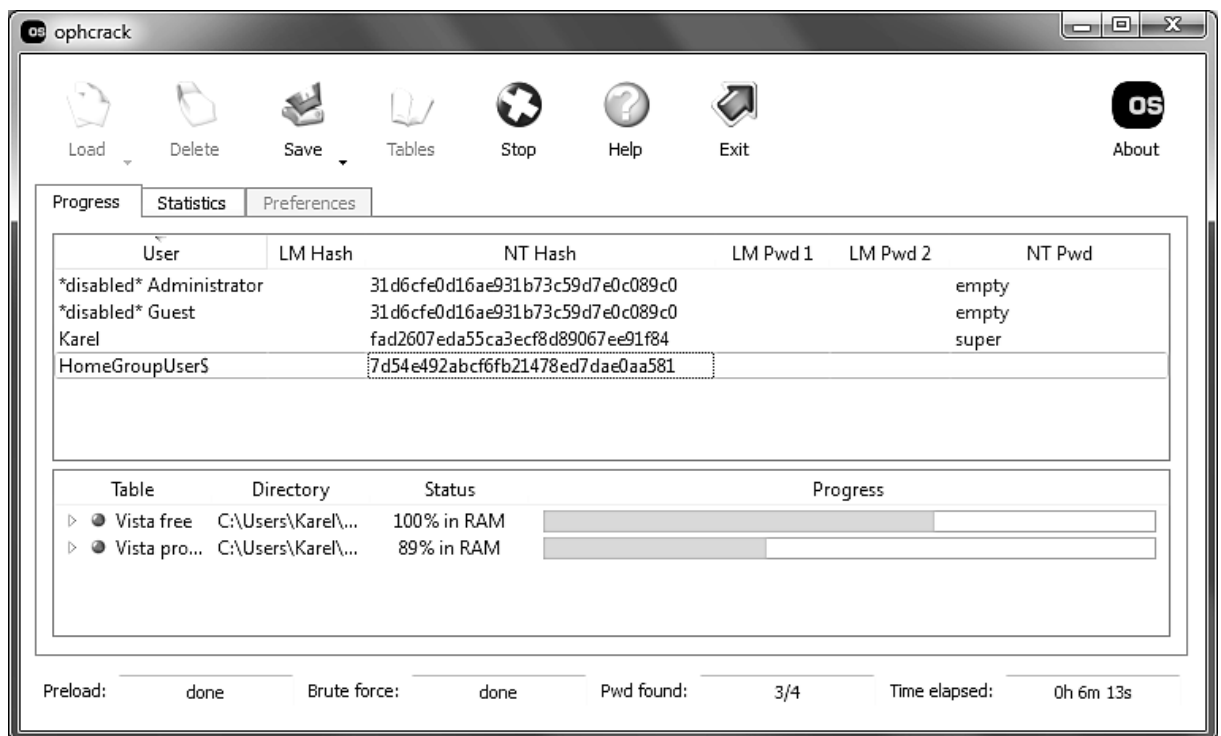 OS ophcrack
Load Delete Save Tables Stop Help Exit About
OS
Progress Statistics Preferences
User LM Hash NT Hash LM Pwd 1 LM Pwd 2 NT Pwd
*disabled* Administrator 31d6cfe0d16ae931b73c59d7e0c089c0 empty
*disabled* Guest 31d6cfe0d16ae931b73c59d7e0c089c0 empty
Karel fad2607eda55ca3ecf8d89067ee91f84 super
HomeGroupUser$ 7d54e492abcf6fb21478ed7dae0aa581
Table Directory Status Progress
Vista free C:\Users\Karel\... 100% in RAM
Vista pro... C:\Users\Karel\... 89% in RAM
Preload: done Brute force: done Pwd found: 3/4 Time elapsed: 0h 6m 13s